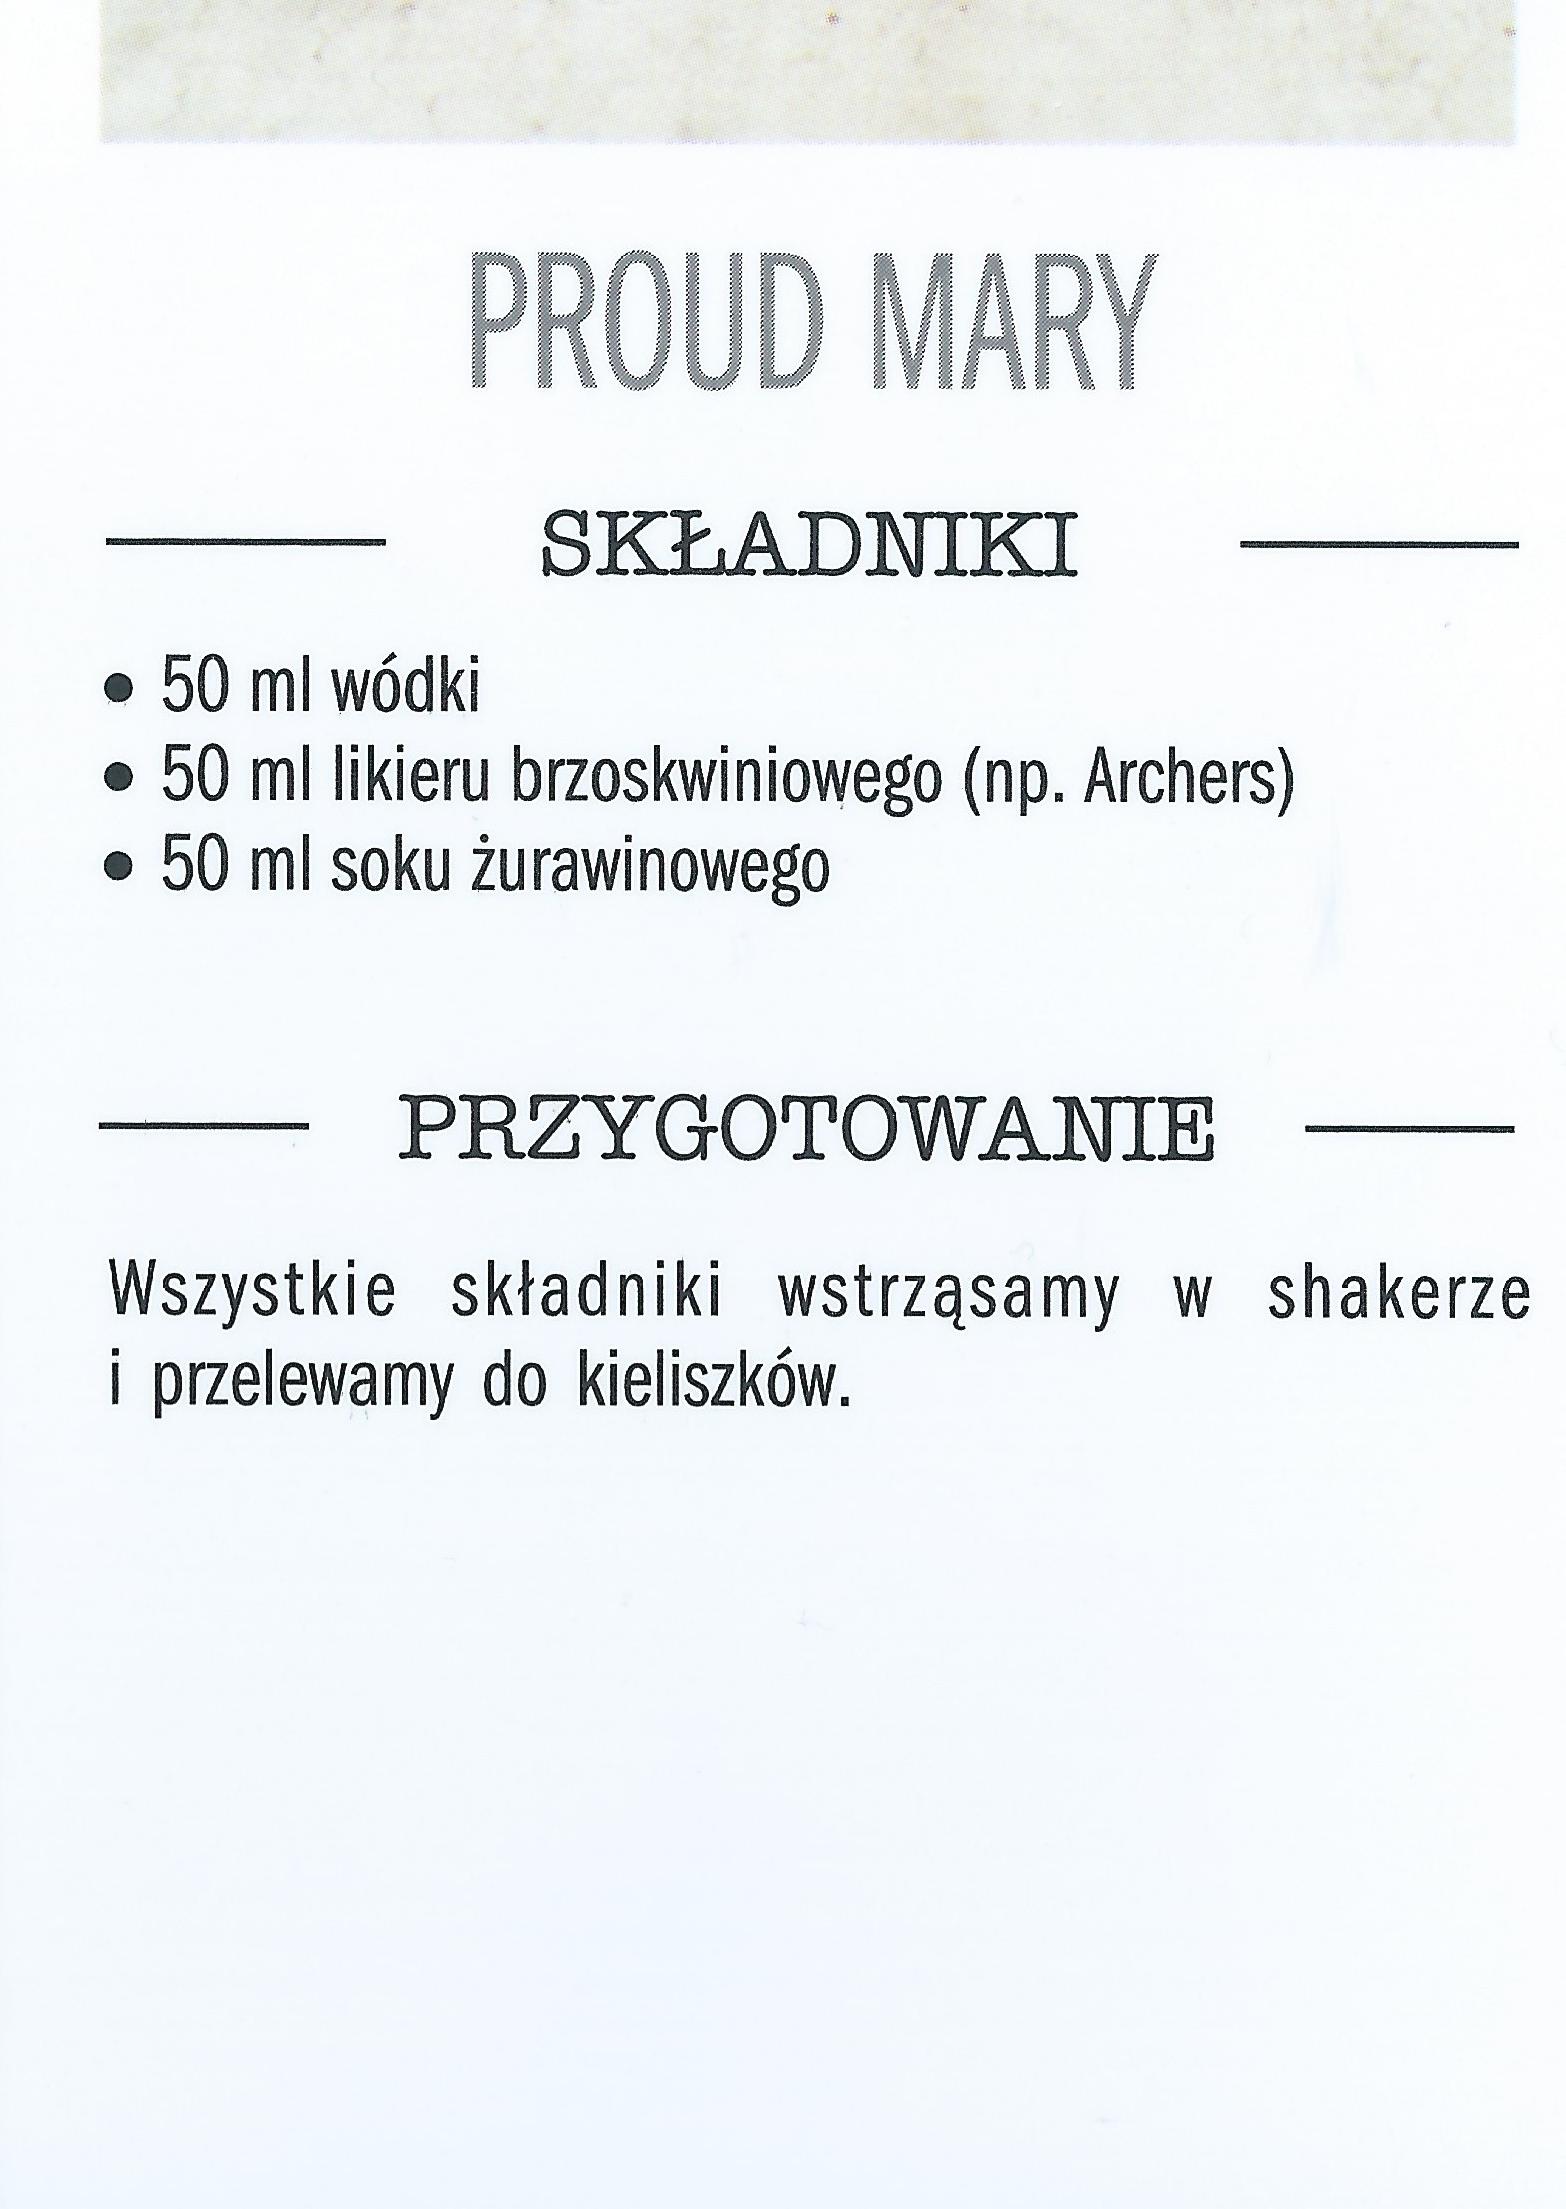 PROUD MARY
SKŁADNIKI
• 50 ml wódki
• 50 ml likieru brzoskwiniowego (np. Archers)
• 50 ml soku żurawinowego
PRZYGOTOWANIE
Wszystkie składniki wstrząsamy w shakerze
i przelewamy do kieliszków.